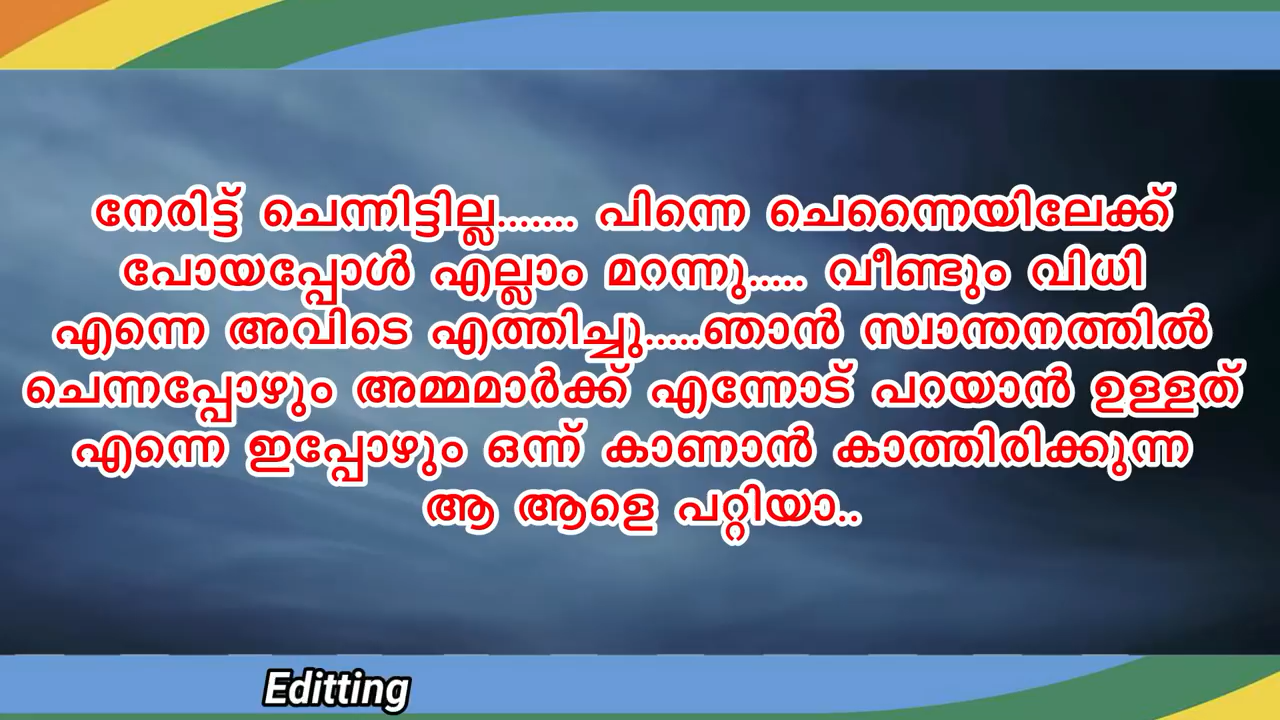 നേരിട്ട് ചെന്നിട്ടില്ല....... പിന്നെ ചെന്നൈയിലേക്ക്
പോയപ്പോൾ എല്ലാം മറന്നു..... വീണ്ടും വിധി
എന്നെ അവിടെ എത്തിച്ചു.....ഞാൻ സ്വാന്തനത്തിൽ
ചെന്നപ്പോഴും അമ്മമാർക്ക് എന്നോട് പറയാൻ ഉള്ളത്
എന്നെ ഇപ്പോഴും ഒന്ന് കാണാൻ കാത്തിരിക്കുന്ന
ആ ആളെ പറ്റിയാ..
Editting